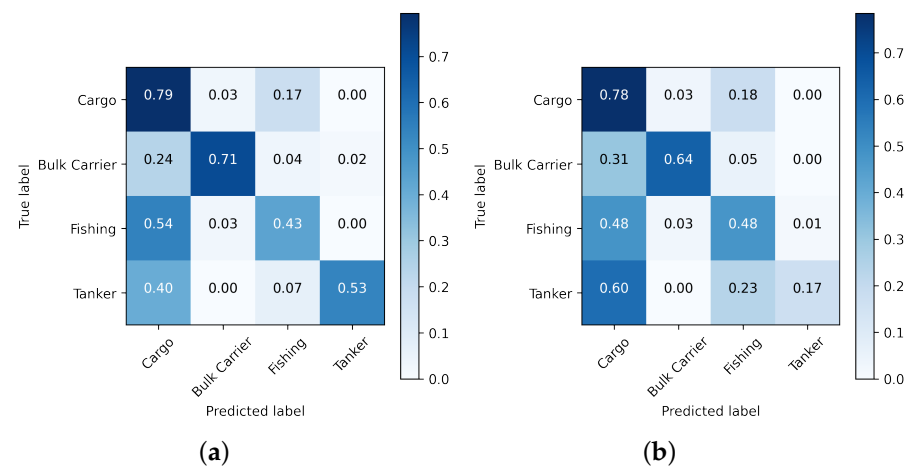 Cargo 0.79 0.03 0.17 0.00
Bulk Carrier 0.24 0.71 0.04 0.02
Fishing 0.54 0.03 0.43 0.00
Tanker 0.40 0.00 0.07 0.53
Cargo Bulk Carrier Fishing Tanker
Predicted label
True label
0.7
0.6
0.5
0.4
0.3
0.2
0.1
0.0
(a)
Cargo 0.78 0.03 0.18 0.00
Bulk Carrier 0.31 0.64 0.05 0.00
Fishing 0.48 0.03 0.48 0.01
Tanker 0.60 0.00 0.23 0.17
Cargo Bulk Carrier Fishing Tanker
Predicted label
True label
0.7
0.6
0.5
0.4
0.3
0.2
0.1
0.0
(b)